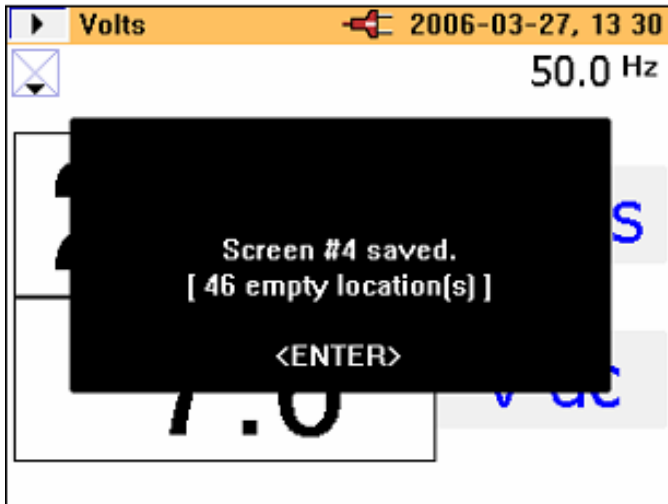 Volts 2006-03-27, 13 30
50.0 Hz
Screen #4 saved.
[ 46 empty location(s) ]
<ENTER>